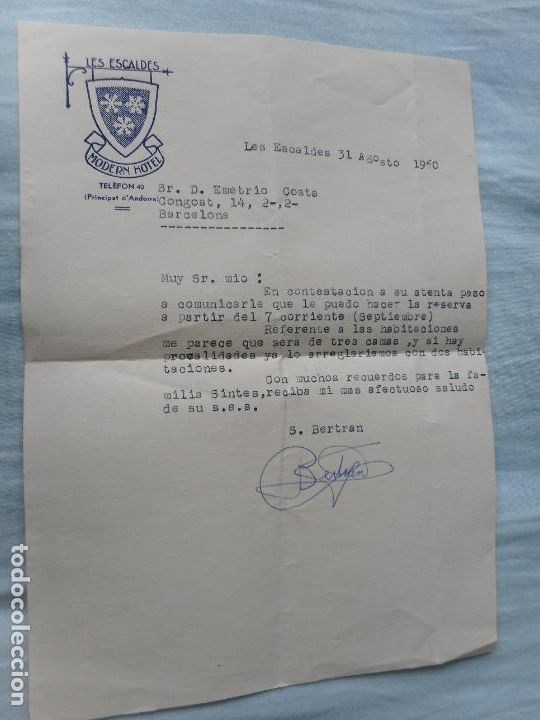 LES ESCALDES
MODERN HOTEL
TELÈFON 40
(Principat d'Andorra)
Les Escaldes 31 Agosto 1960
Sr. D. Emetrio Costa
Congost, 14, 2-,2-
Barcelona
Muy Sr. mio :
En contestacion a su atenta paso
a comunicarle que le puedo hacer la reserva
a partir del 7 corriente (Septiembre)
Referente a las habitaciones
me parece que sera de tres camas ,y si hay
provalidades ya lo arreglariamos con dos habi-
taciones.
Con muchos recuerdos para la fa-
milia Sintes,reciba mi mas afectuoso saludo
de su s.s.s.
S. Bertran
Bertran
todocoleccion